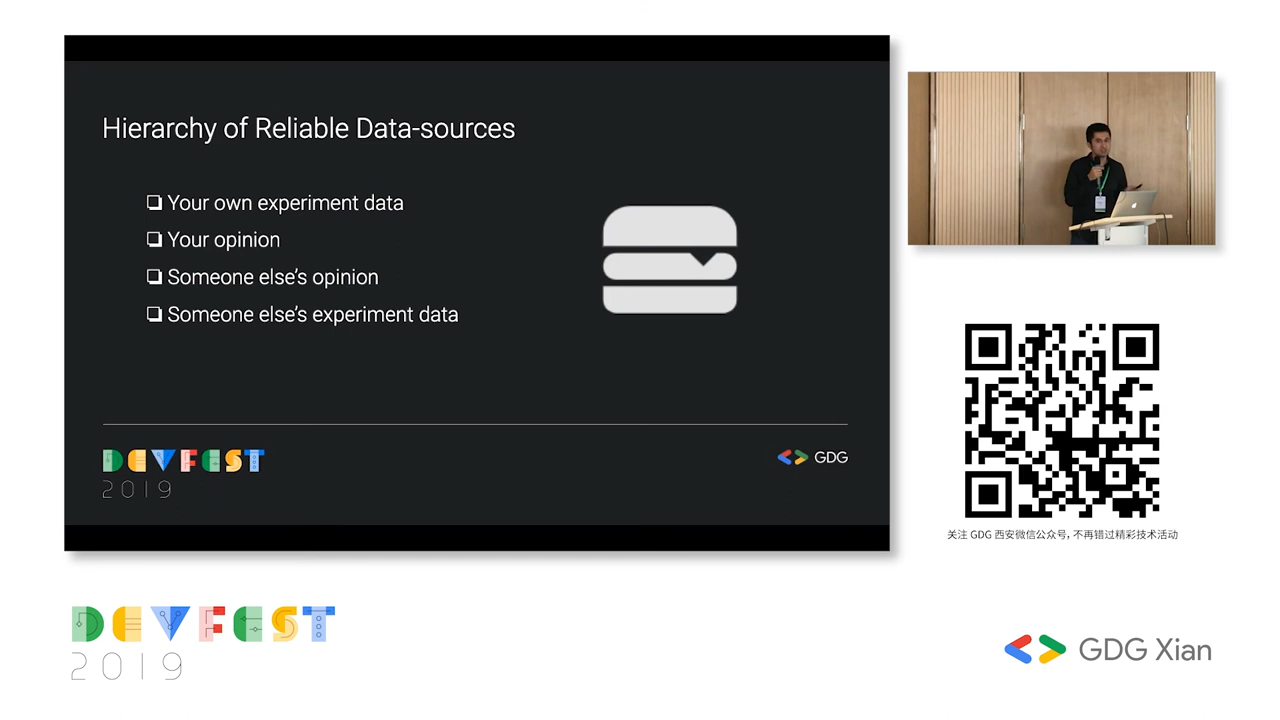 Hierarchy of Reliable Data-sources
Your own experiment data
Your opinion
Someone else's opinion
Someone else's experiment data
DEVFEST
2019
GDG
关注 GDG 西安微信公众号, 不再错过精彩技术活动
DEVFEST
2019
GDG Xian